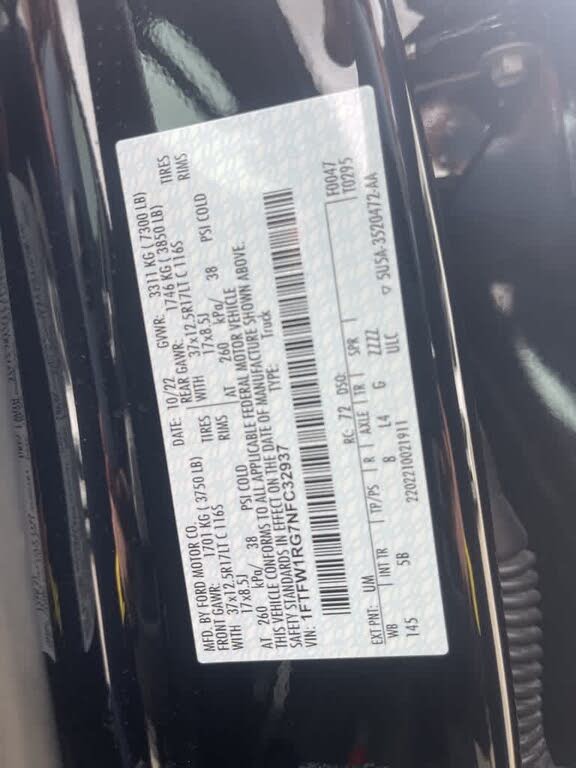 MFD. BY FORD MOTOR CO.
DATE: 10/22 GVWR: 3311 KG ( 7300 LB)
FRONT GAWR: 1701 KG ( 3750 LB) REAR GAWR: 1746 KG ( 3850 LB)
WITH 37x12.5R17LT C 116S TIRES WITH 37x12.5R17LT C 116S TIRES
17x8.5J RIMS 17x8.5J RIMS
AT 260 kPa/ 38 PSI COLD AT 260 kPa/ 38 PSI COLD
THIS VEHICLE CONFORMS TO ALL APPLICABLE FEDERAL MOTOR VEHICLE
SAFETY STANDARDS IN EFFECT ON THE DATE OF MANUFACTURE SHOWN ABOVE.
VIN: 1FTFW1RG7NFC32937 TYPE: Truck
F0047
T0295
EXT PNT: UM RC: 72 DSO:
WB INT TR TP/PS R AXLE TR SPR
145 5B B L4 G ZZZZ
2202210021911 ULC
▽ 5U5A-3520472-AA